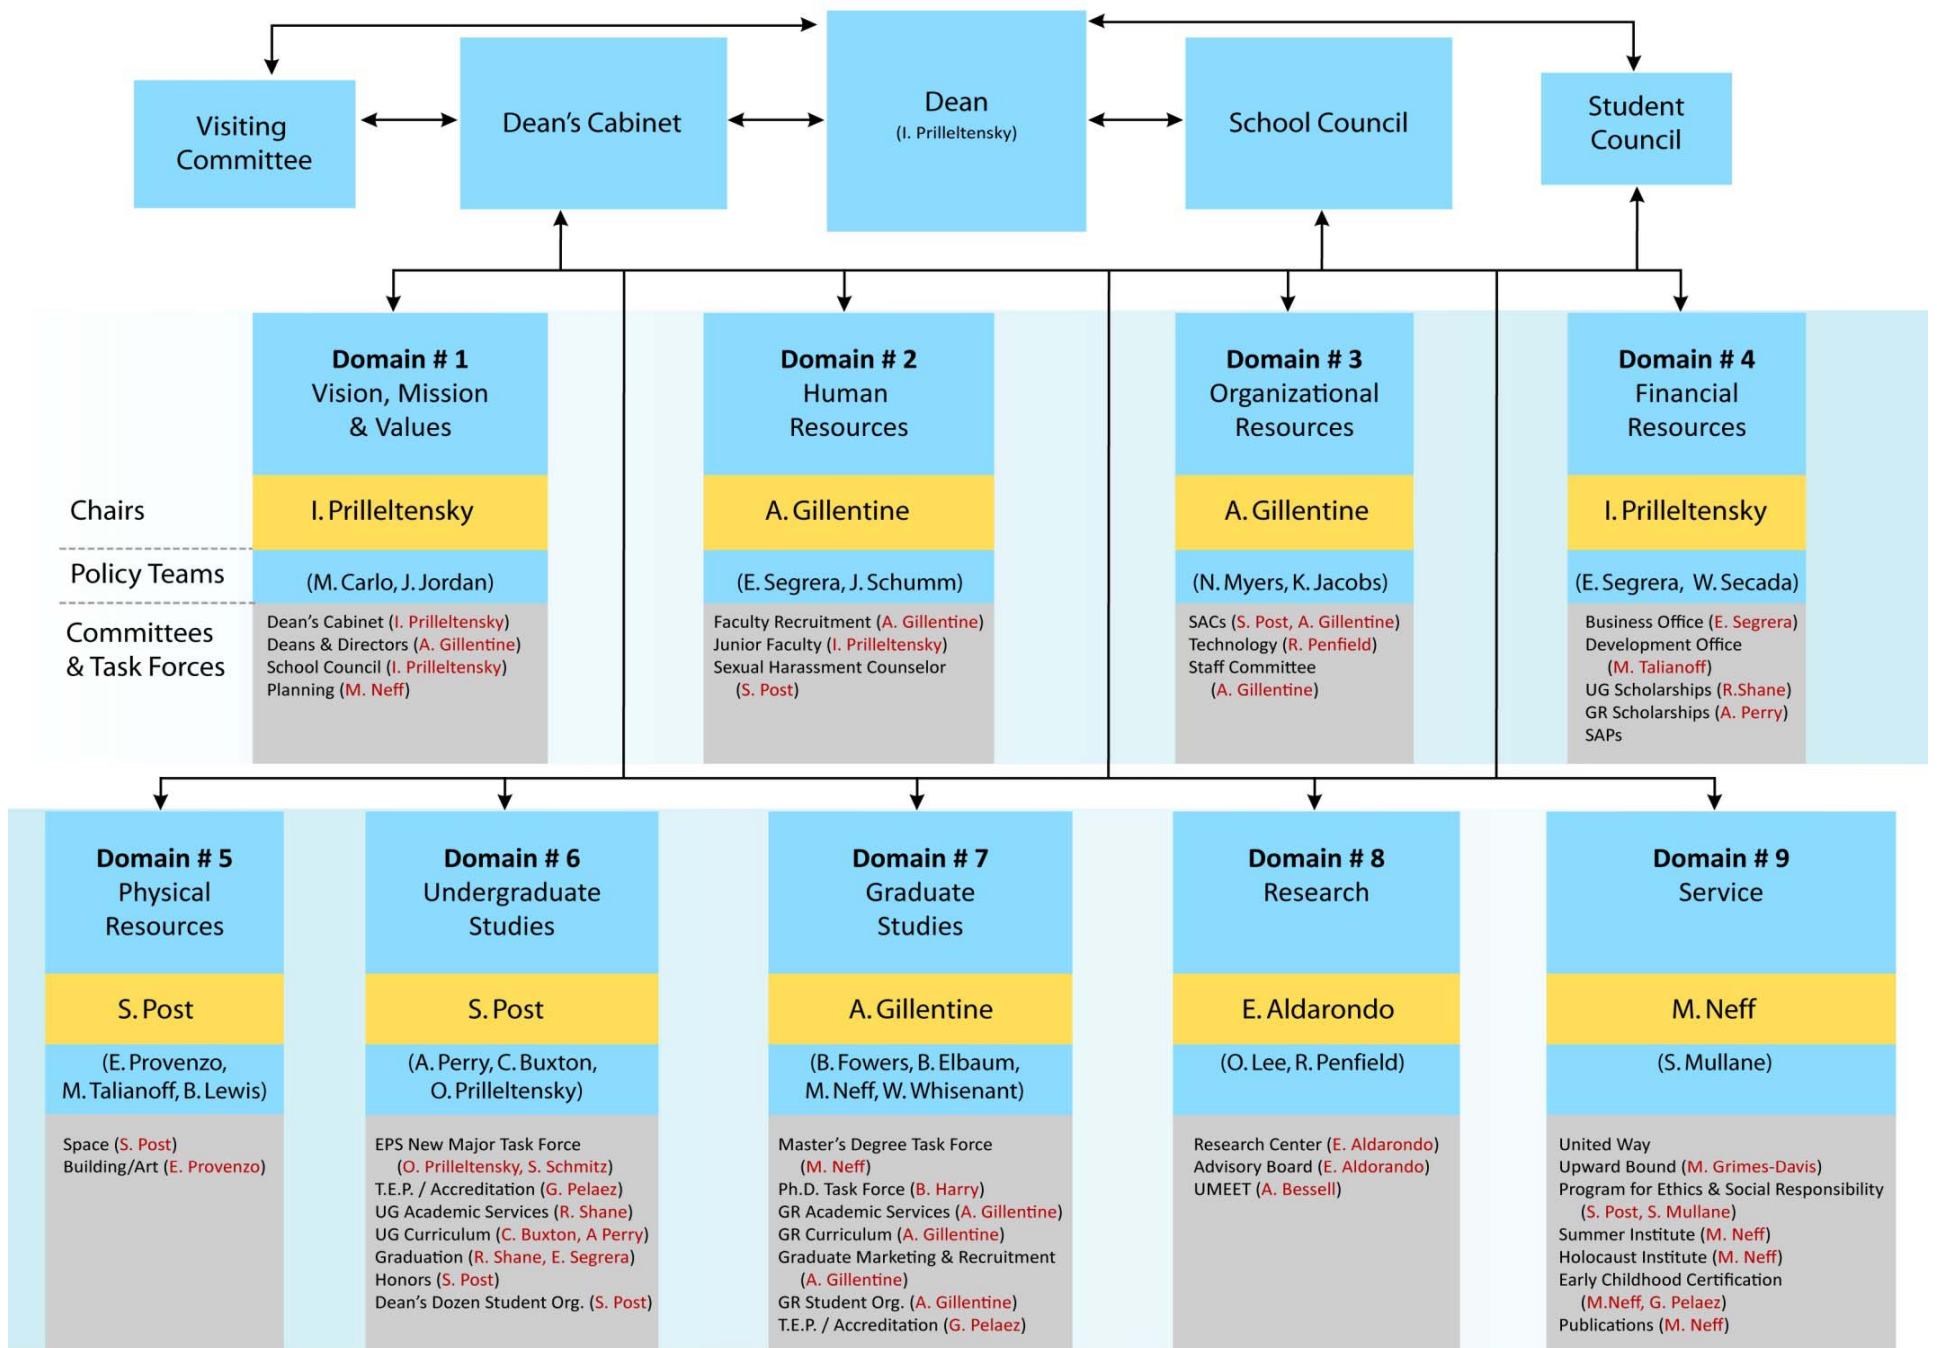 Visiting
Committee
Dean’s Cabinet
Dean
(I. Prilleltensky)
School Council
Student
Council
Domain # 1
Vision, Mission
& Values
Domain # 2
Human
Resources
Domain # 3
Organizational
Resources
Domain # 4
Financial
Resources
Chairs
I. Prilleltensky
A. Gillentine
A. Gillentine
I. Prilleltensky
Policy Teams
(M. Carlo, J. Jordan)
(E. Segrera, J. Schumm)
(N. Myers, K. Jacobs)
(E. Segrera, W. Secada)
Committees
& Task Forces
Dean’s Cabinet (I. Prilleltensky)
Deans & Directors (A. Gillentine)
School Council (I. Prilleltensky)
Planning (M. Neff)
Faculty Recruitment (A. Gillentine)
Junior Faculty (I. Prilleltensky)
Sexual Harassment Counselor
(S. Post)
SACs (S. Post, A. Gillentine)
Technology (R. Penfield)
Staff Committee
(A. Gillentine)
Business Office (E. Segrera)
Development Office
(M. Talianoff)
UG Scholarships (R.Shane)
GR Scholarships (A. Perry)
SAPs
Domain # 5
Physical
Resources
S. Post
(E. Provenzo,
M. Talianoff, B. Lewis)
Space (S. Post)
Building/Art (E. Provenzo)
Domain # 6
Undergraduate
Studies
S. Post
(A. Perry, C. Buxton,
O. Prilleltensky)
EPS New Major Task Force
(O. Prilleltensky, S. Schmitz)
T.E.P. / Accreditation (G. Pelaez)
UG Academic Services (R. Shane)
UG Curriculum (C. Buxton, A Perry)
Graduation (R. Shane, E. Segrera)
Honors (S. Post)
Dean’s Dozen Student Org. (S. Post)
Domain # 7
Graduate
Studies
A. Gillentine
(B. Fowers, B. Elbaum,
M. Neff, W. Whisenant)
Master’s Degree Task Force
(M. Neff)
Ph.D. Task Force (B. Harry)
GR Academic Services (A. Gillentine)
GR Curriculum (A. Gillentine)
Graduate Marketing & Recruitment
(A. Gillentine)
GR Student Org. (A. Gillentine)
T.E.P. / Accreditation (G. Pelaez)
Domain # 8
Research
E. Aldarondo
(O. Lee, R. Penfield)
Research Center (E. Aldarondo)
Advisory Board (E. Aldorando)
UMEET (A. Bessell)
Domain # 9
Service
M. Neff
(S. Mullane)
United Way
Upward Bound (M. Grimes-Davis)
Program for Ethics & Social Responsibility
(S. Post, S. Mullane)
Summer Institute (M. Neff)
Holocaust Institute (M. Neff)
Early Childhood Certification
(M.Neff, G. Pelaez)
Publications (M. Neff)